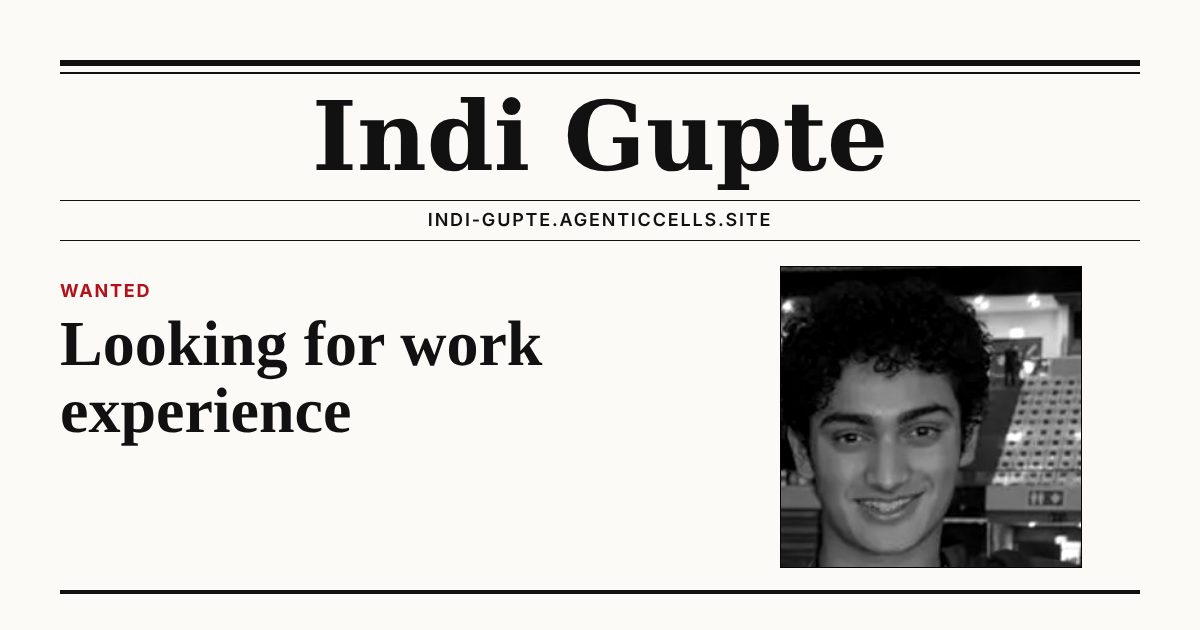 Indi Gupte
INDI-GUPTE.AGENTICCELLS.SITE
WANTED
Looking for work
experience